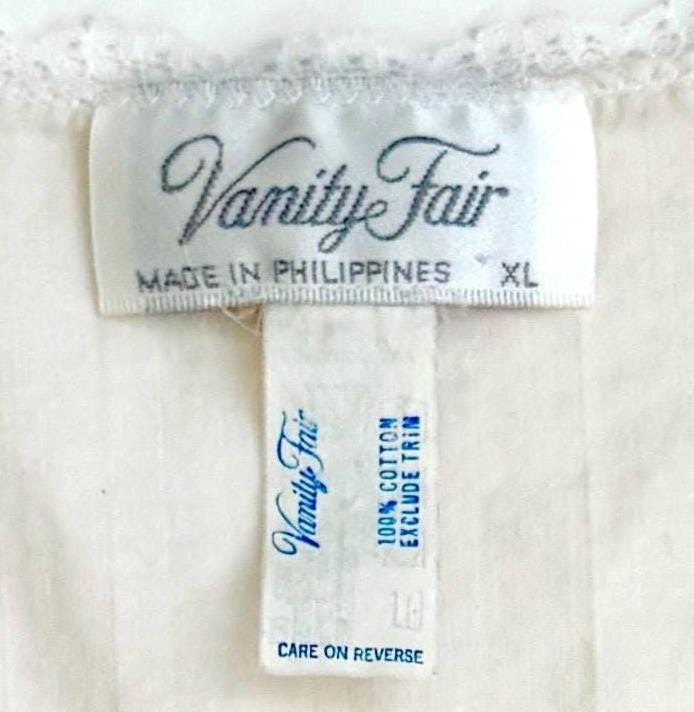 Vanity Fair
MADE IN PHILIPPINES XL
Vanity Fair
100% COTTON
EXCLUDE TRIM
CARE ON REVERSE